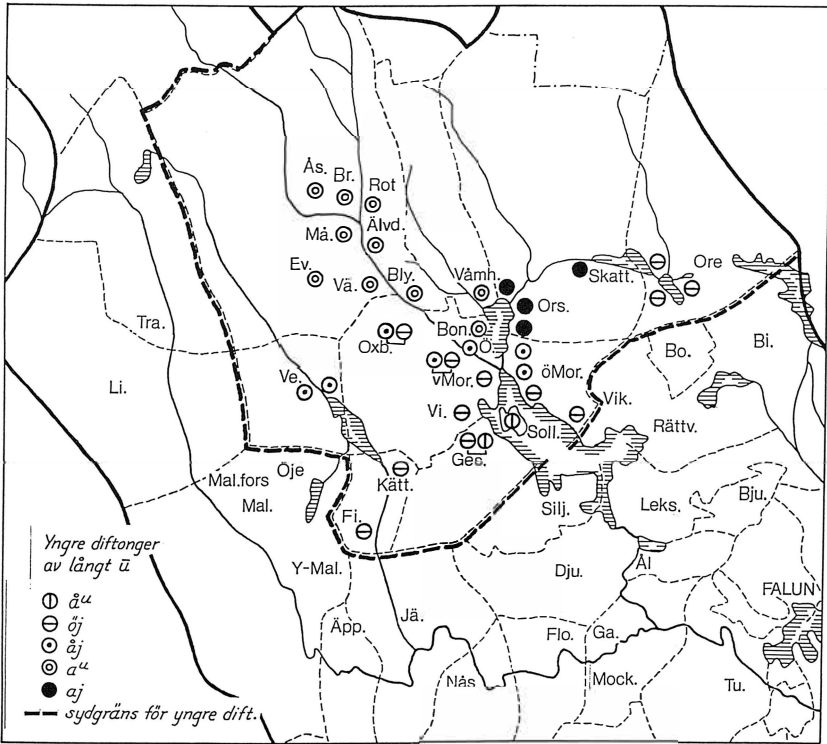 Ås. Br. Rot
Må. Älvd.
Ev. Vä. Bly. Våmh. Skatt. Ore
Ors.
Tra. Oxb. Bon. Ö Bo. Bi.
Li. Ve. vMor. öMor.
Vi. Soll. Vik. Rättv.
Ges.
Mal.fors Öje Kätt.
Mal. Silj. Leks. Bju.
Fi.
Yngre diftonger
av långt ū
Y-Mal. Dju. Ål FALUN
åu
öj
åj
au
aj
sydgräns för yngre dift.
Äpp. Jä. Flo. Ga.
Nås Mock. Tu.